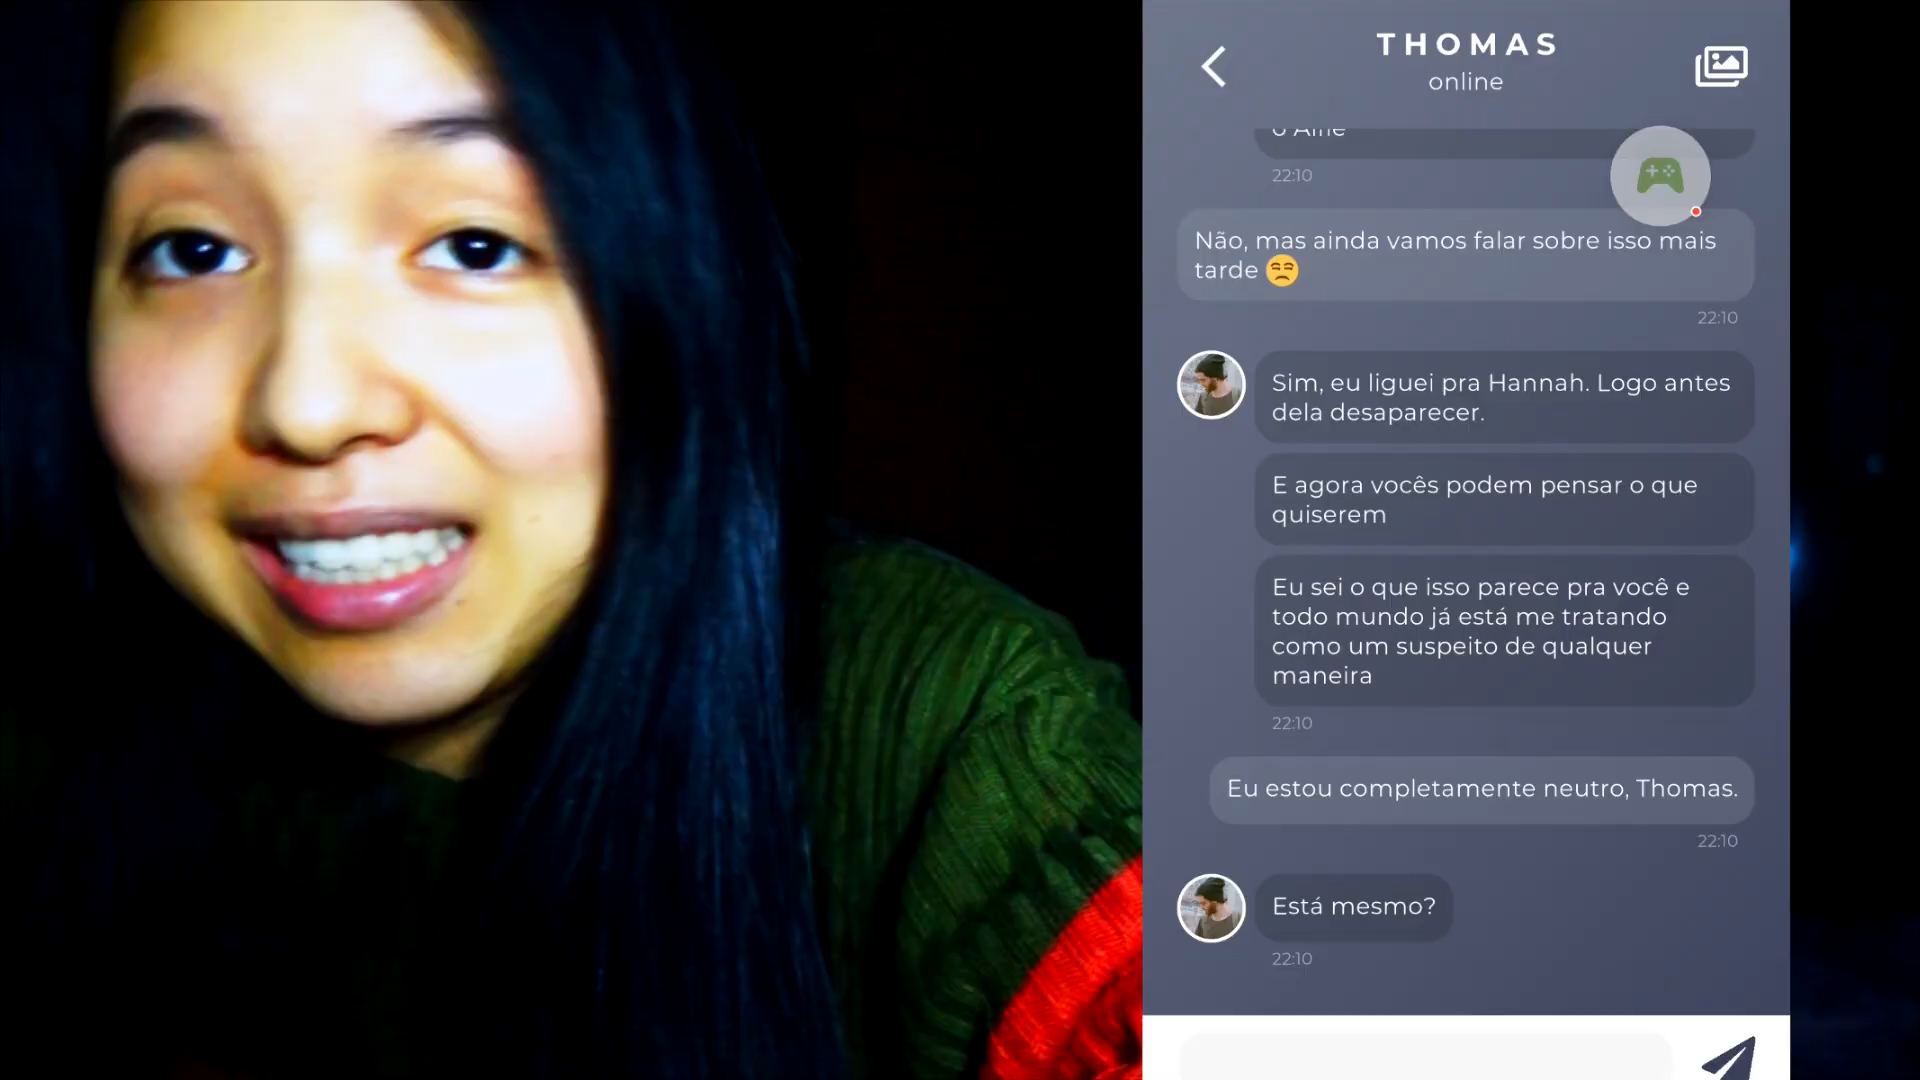 THOMAS
online
22:10
Não, mas ainda vamos falar sobre isso mais
tarde
22:10
Sim, eu liguei pra Hannah. Logo antes
dela desaparecer.
E agora vocês podem pensar o que
quiserem
Eu sei o que isso parece pra você e
todo mundo já está me tratando
como um suspeito de qualquer
maneira
22:10
Eu estou completamente neutro, Thomas.
22:10
Está mesmo?
22:10